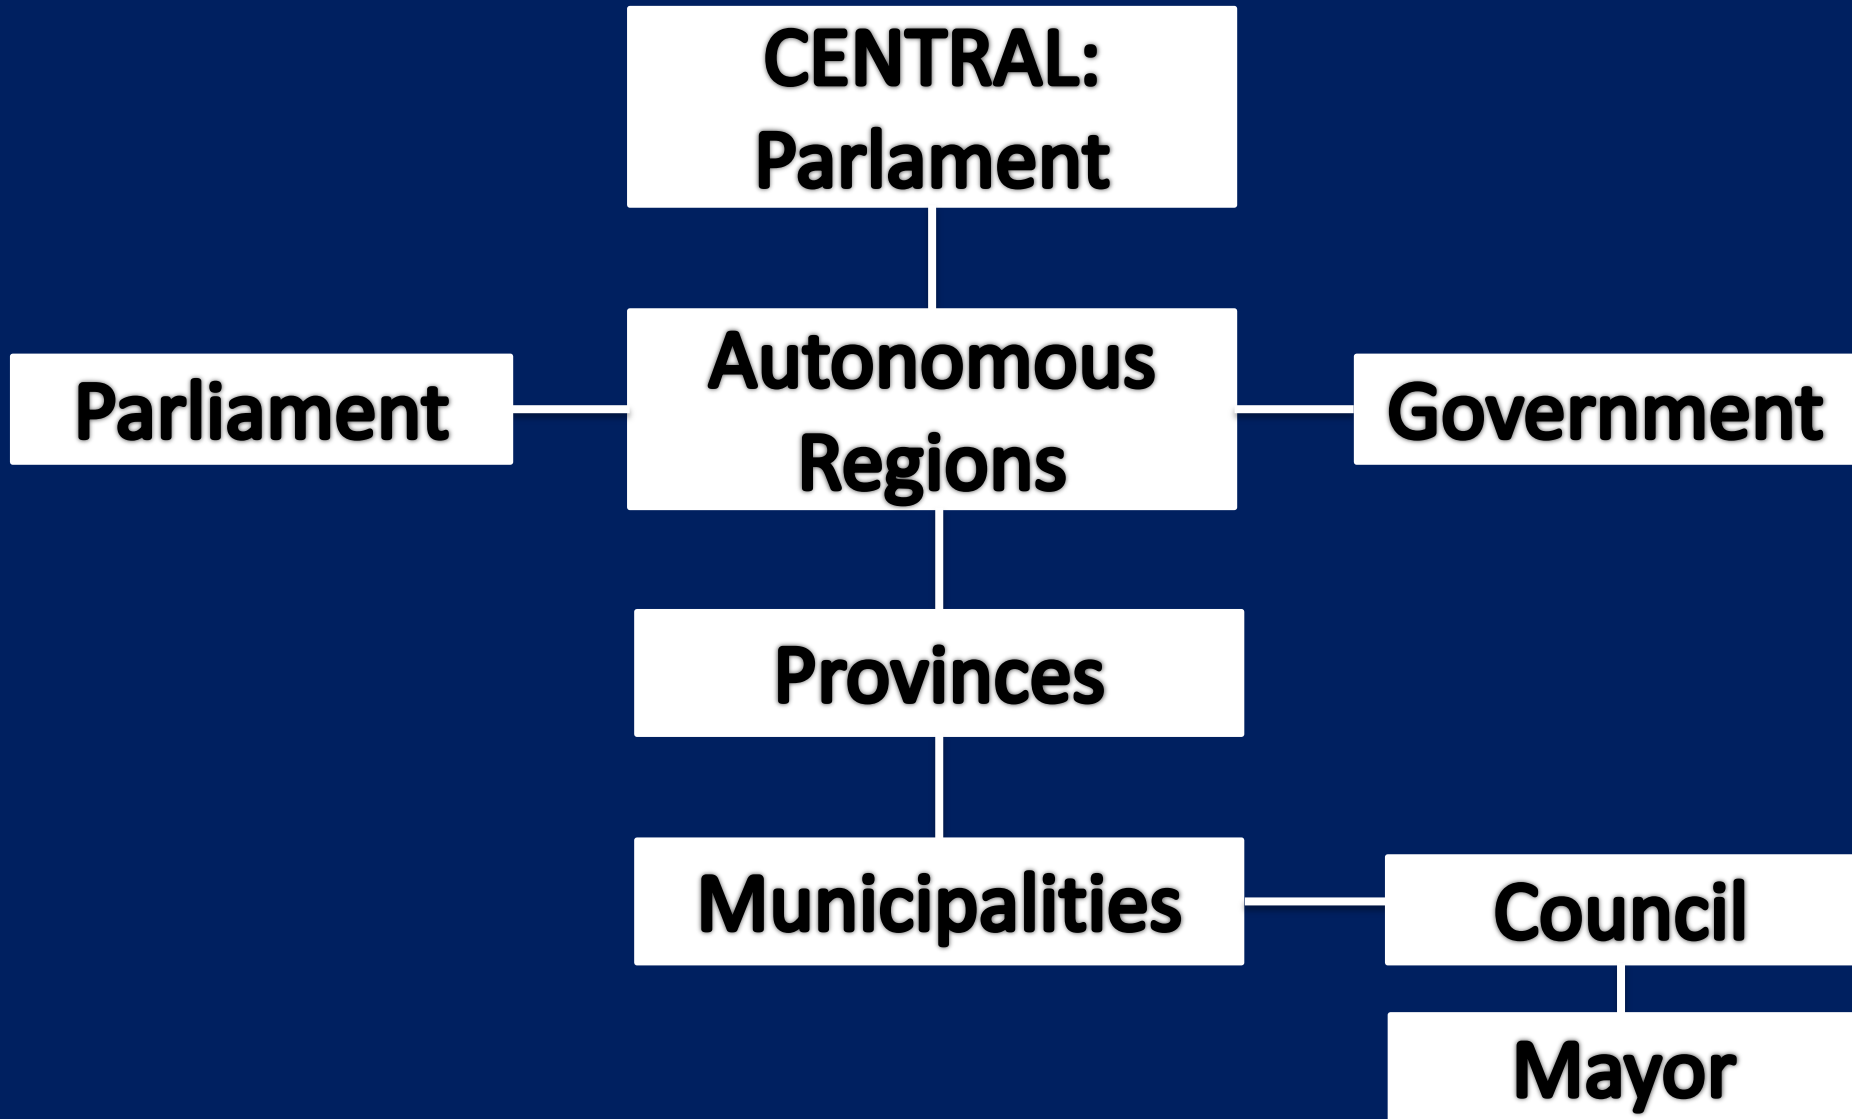 CENTRAL:
Parlament
Parliament
Autonomous
Regions
Government
Provinces
Municipalities
Council
Mayor